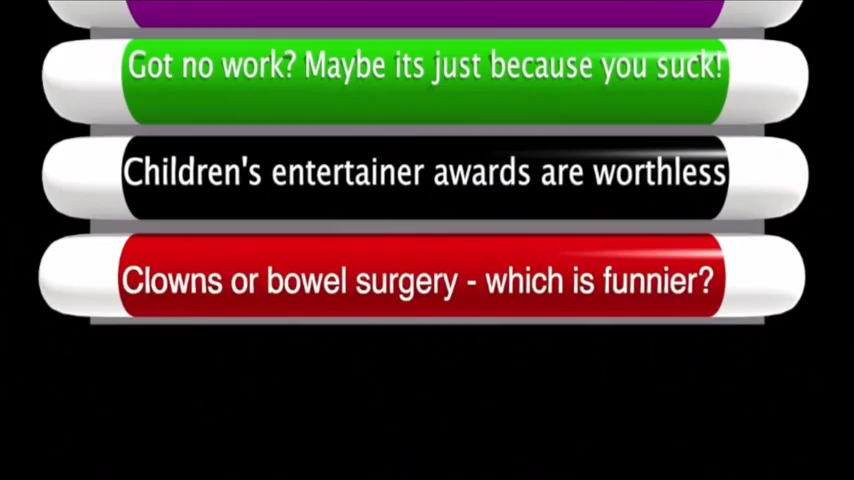 Got no work? Maybe its just because you suck!
Children's entertainer awards are worthless
Clowns or bowel surgery - which is funnier?